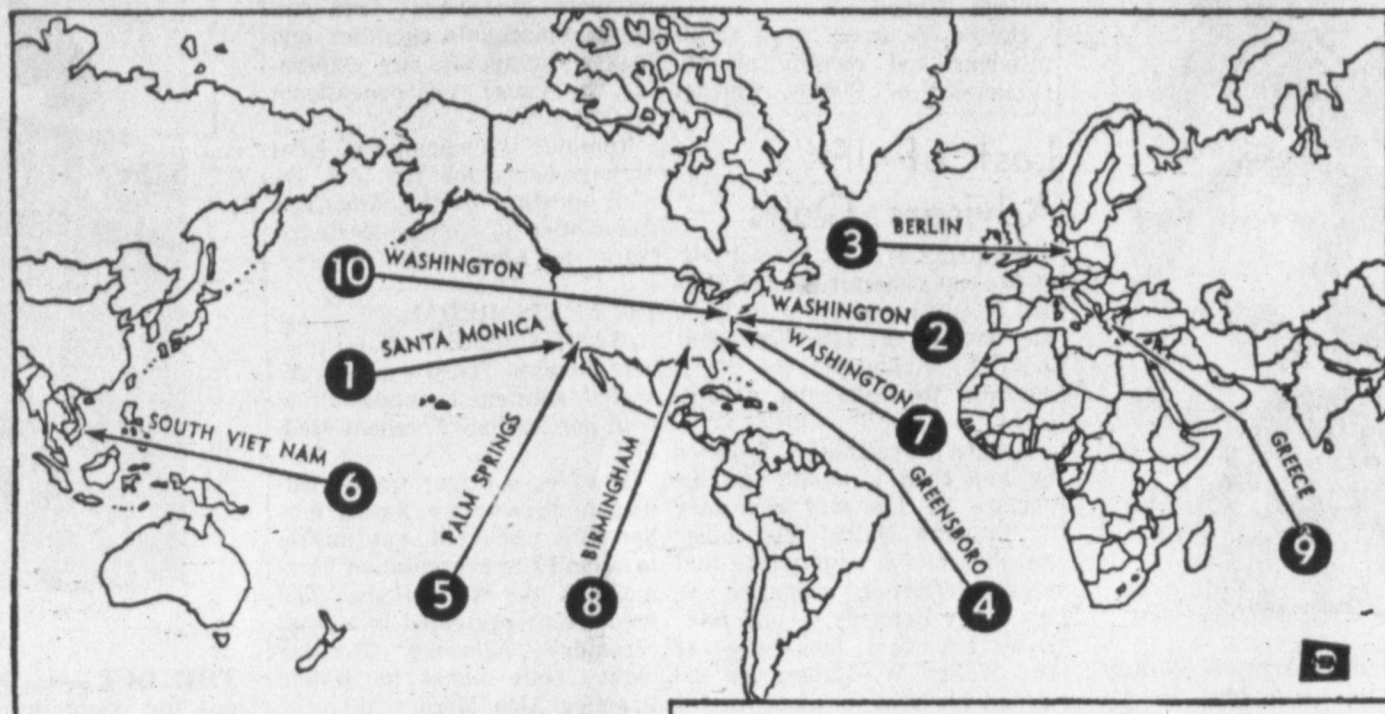 3 BERLIN
10 WASHINGTON
WASHINGTON 2
1 SANTA MONICA
WASHINGTON 7
6 SOUTH VIET NAM
5 PALM SPRINGS
8 BIRMINGHAM
4 GREENSBORO
9 GREECE